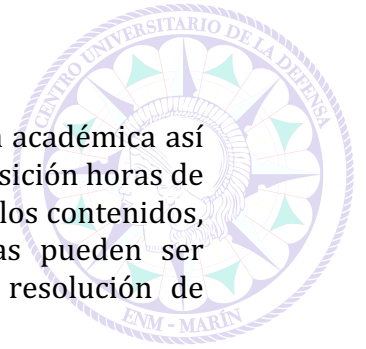 CENTRO UNIVERSITARIO DE LA DEFENSA
académica así
sición horas de
los contenidos,
as pueden ser
resolución de
ENM - MARÍN